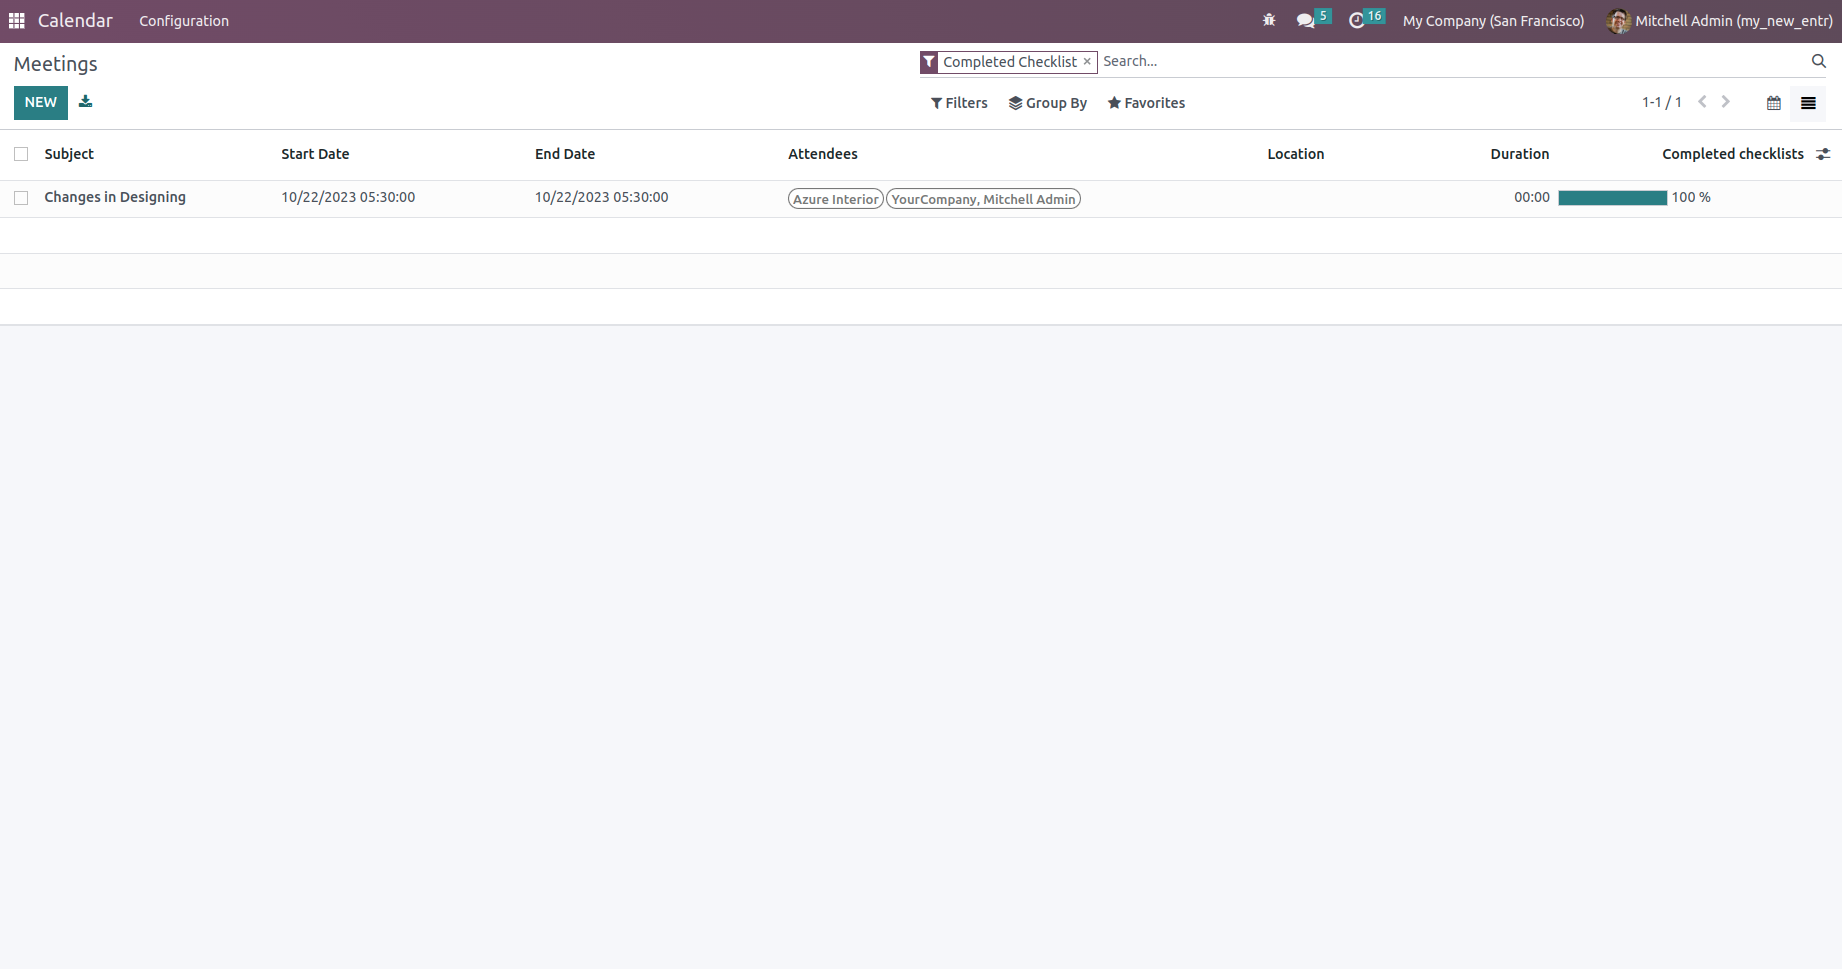 Calendar Configuration 5 16 My Company (San Francisco) Mitchell Admin (my_new_entr)
Meetings Completed Checklist × Search...
NEW Filters Group By Favorites 1-1 / 1
Subject Start Date End Date Attendees Location Duration Completed checklists
Changes in Designing 10/22/2023 05:30:00 10/22/2023 05:30:00 Azure Interior YourCompany, Mitchell Admin 00:00 100 %